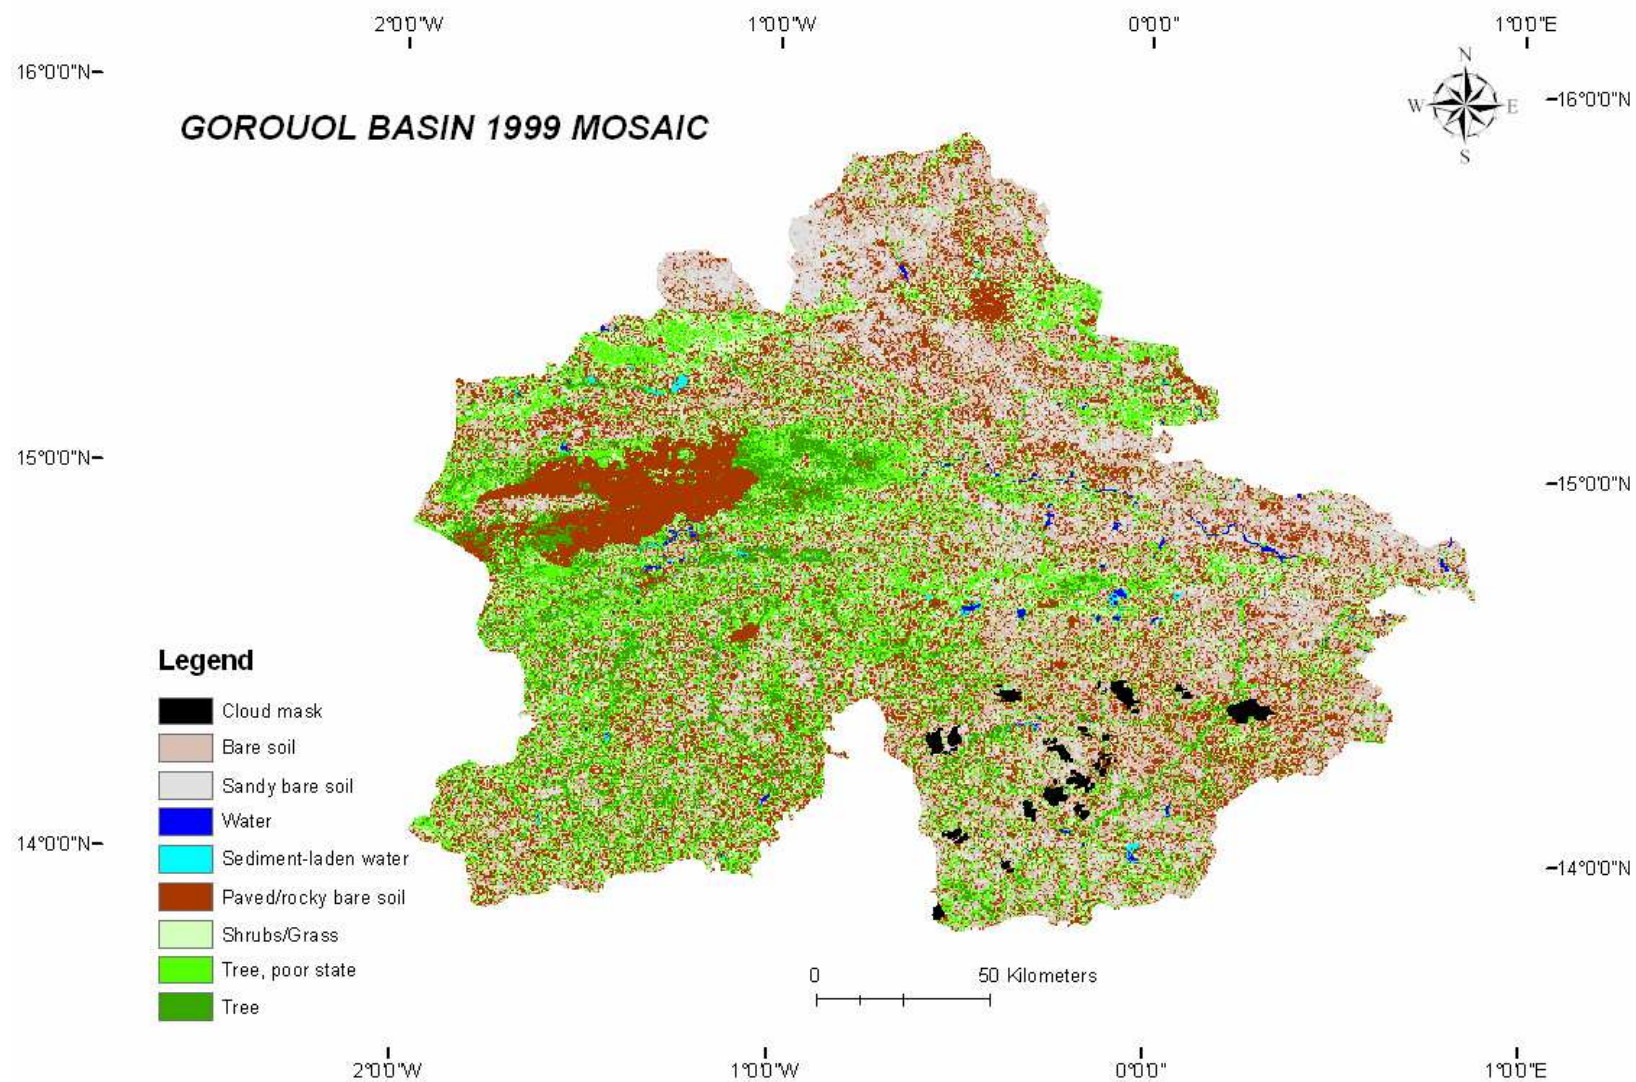 2°0'0"W 1°0'0"W 0°0'0" 1°0'0"E
16°0'0"N
N
W E
S
16°0'0"N
GOROUOL BASIN 1999 MOSAIC
15°0'0"N
15°0'0"N
Legend
Cloud mask
Bare soil
Sandy bare soil
Water
Sediment-laden water
Paved/rocky bare soil
Shrubs/Grass
Tree, poor state
Tree
14°0'0"N
14°0'0"N
0 50 Kilometers
2°0'0"W 1°0'0"W 0°0'0" 1°0'0"E